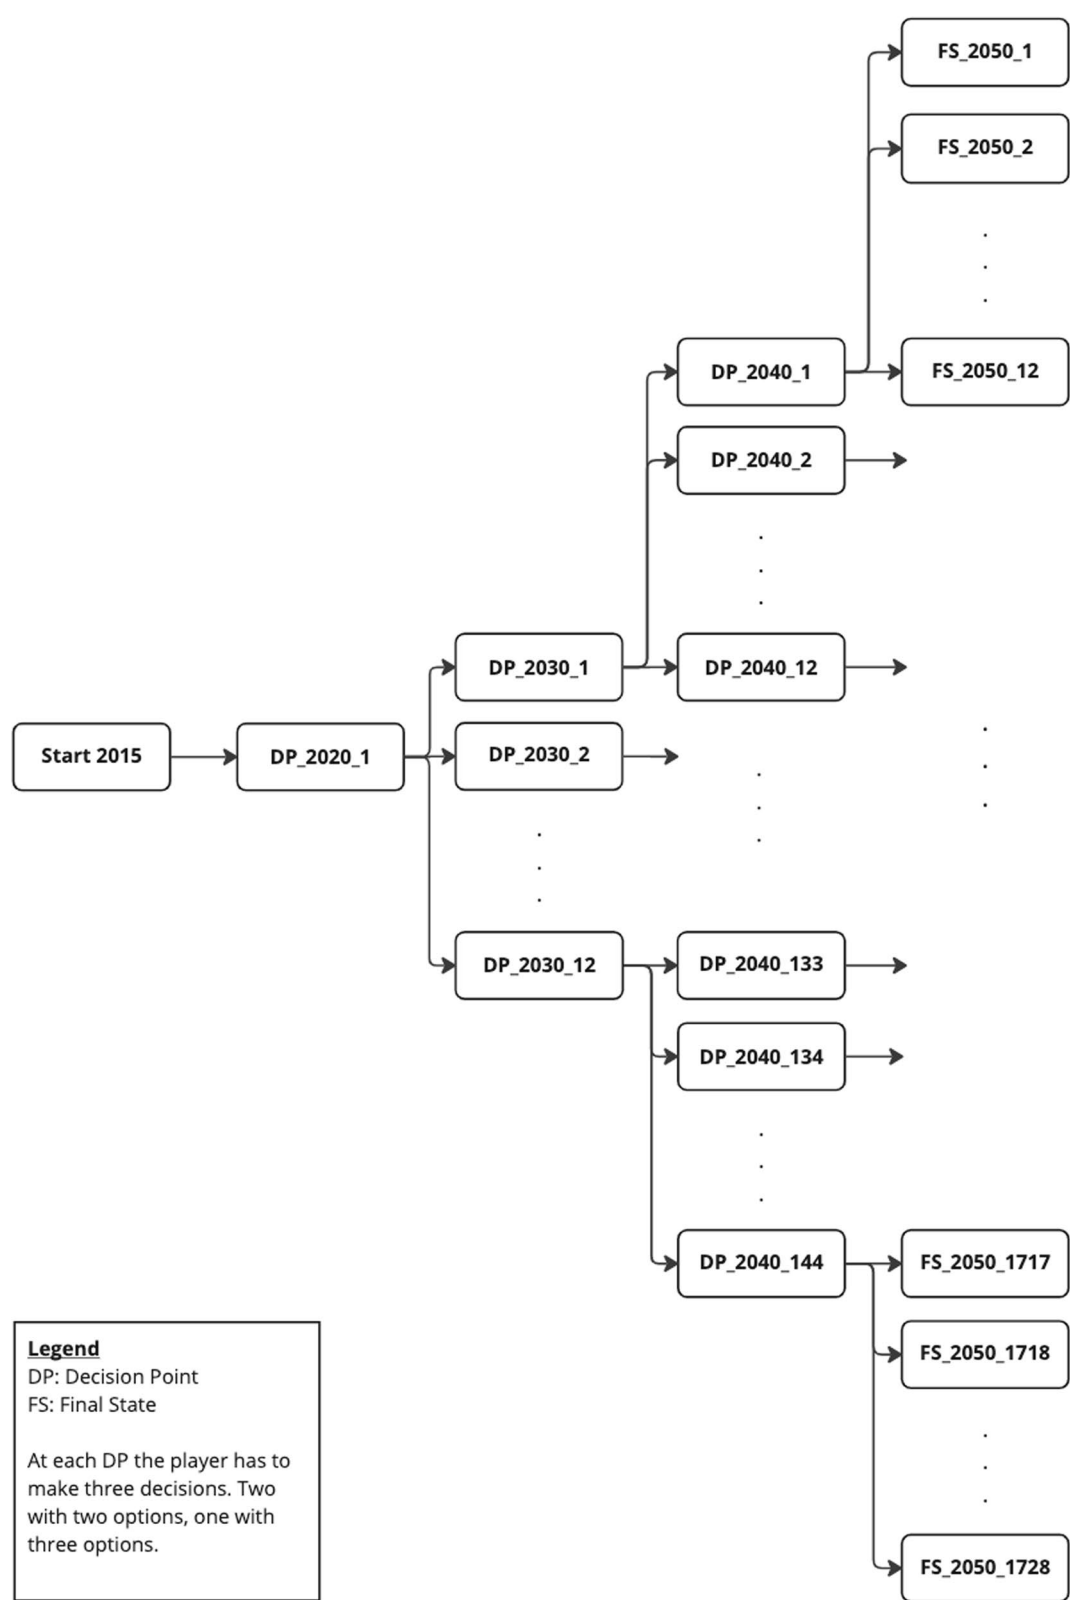 FS_2050_1
FS_2050_2
DP_2040_1
FS_2050_12
DP_2040_2
DP_2030_1
DP_2040_12
Start 2015
DP_2020_1
DP_2030_2
DP_2030_12
DP_2040_133
DP_2040_134
DP_2040_144
FS_2050_1717
FS_2050_1718
FS_2050_1728
Legend
DP: Decision Point
FS: Final State
At each DP the player has to
make three decisions. Two
with two options, one with
three options.